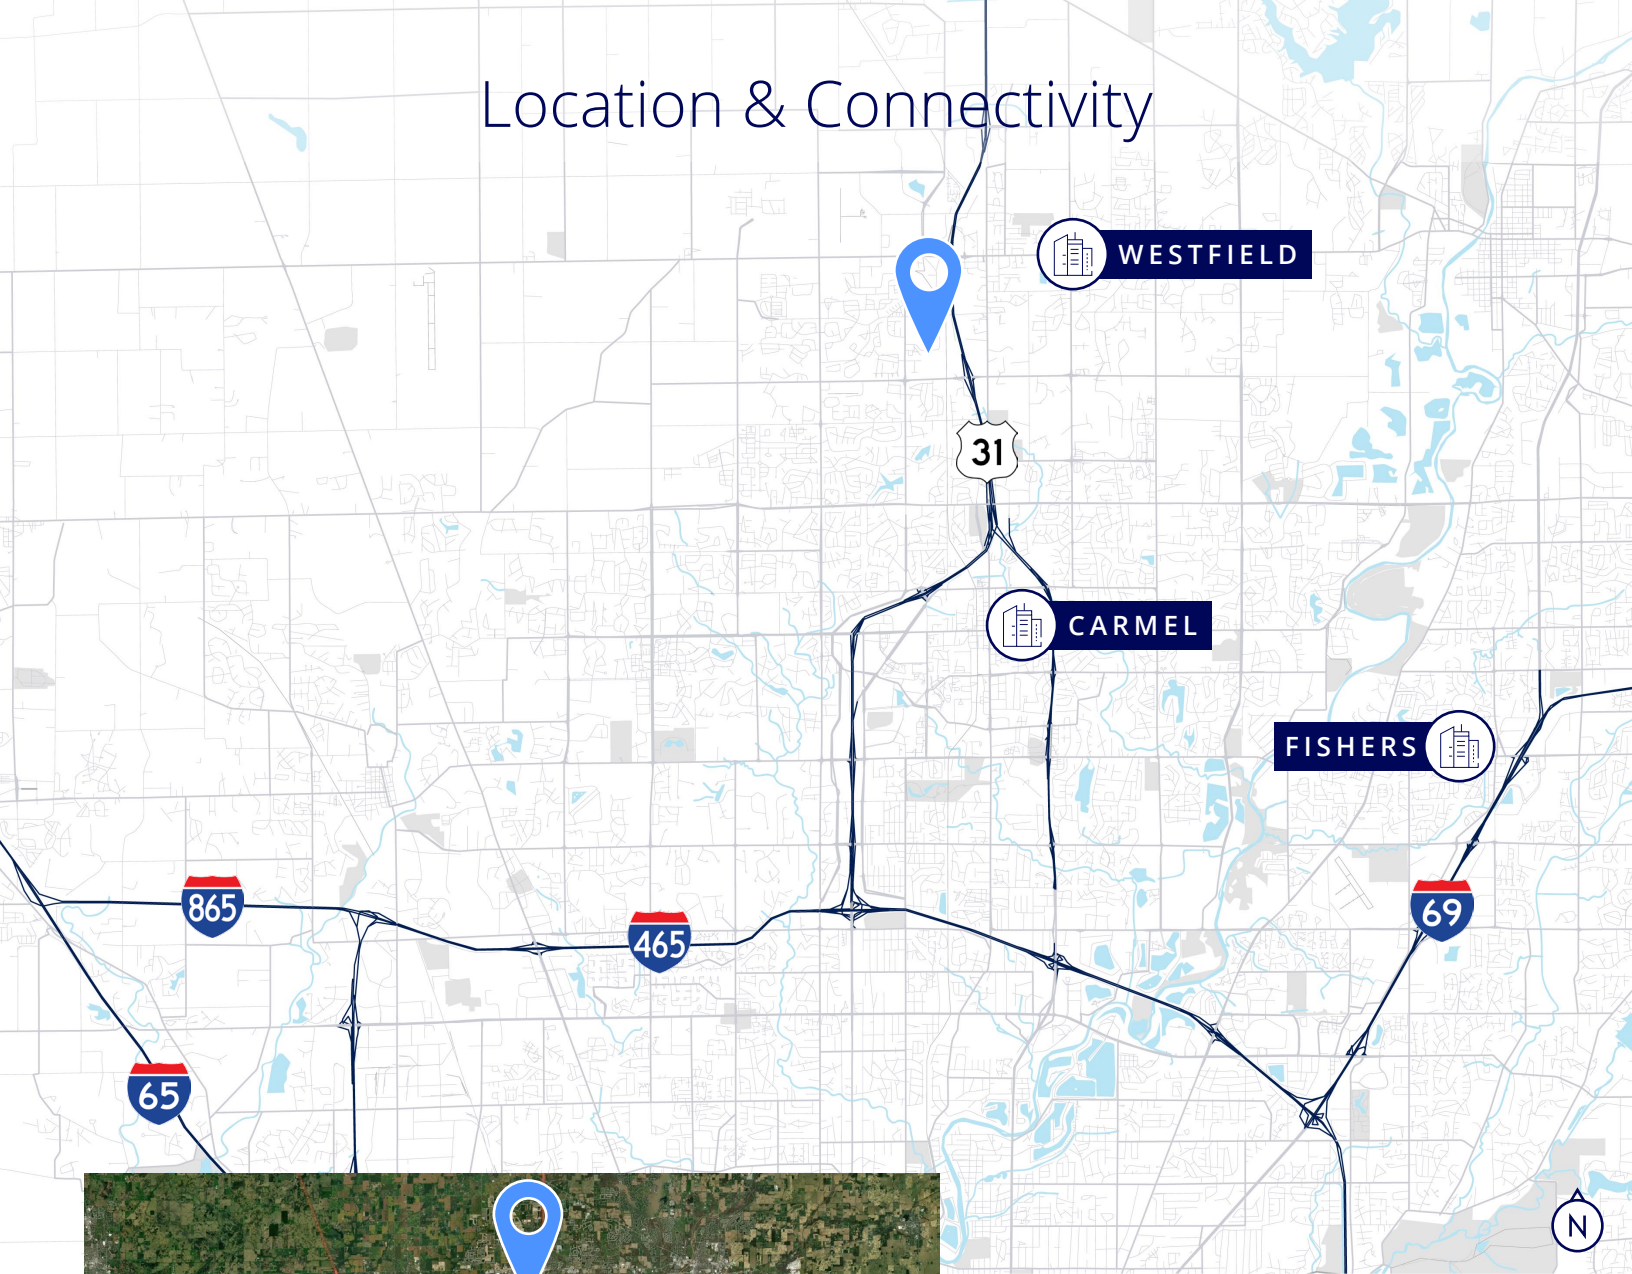 Location & Connectivity
WESTFIELD
31
CARMEL
FISHERS
865
465
69
65
N